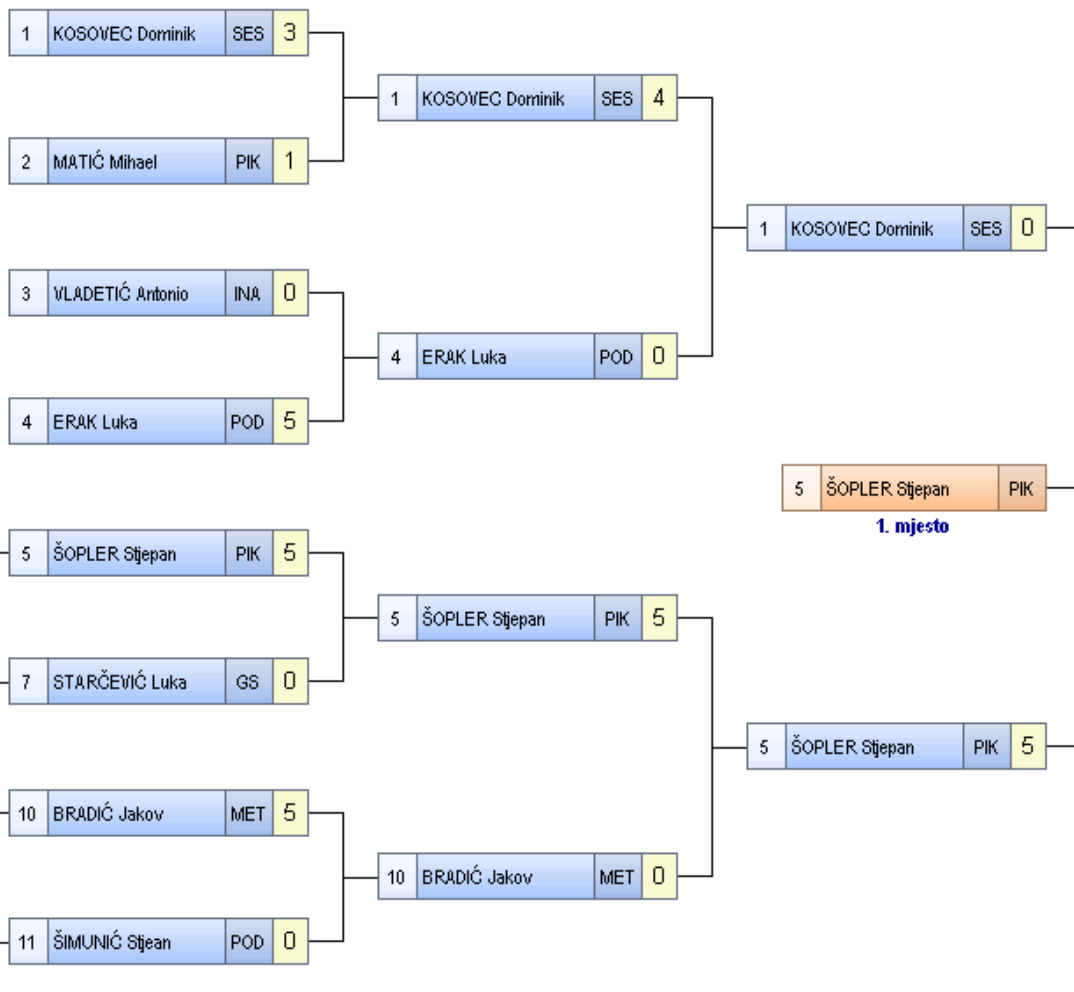 1 KOSOVEC Dominik SES 3
2 MATIĆ Mihael PIK 1
3 VLADETIĆ Antonio INA 0
4 ERAK Luka POD 5
5 ŠOPLER Stjepan PIK 5
7 STARČEVIĆ Luka GS 0
10 BRADIĆ Jakov MET 5
11 ŠIMUNIĆ Stjean POD 0
1 KOSOVEC Dominik SES 4
4 ERAK Luka POD 0
5 ŠOPLER Stjepan PIK 5
10 BRADIĆ Jakov MET 0
1 KOSOVEC Dominik SES 0
5 ŠOPLER Stjepan PIK 5
5 ŠOPLER Stjepan PIK
1. mjesto